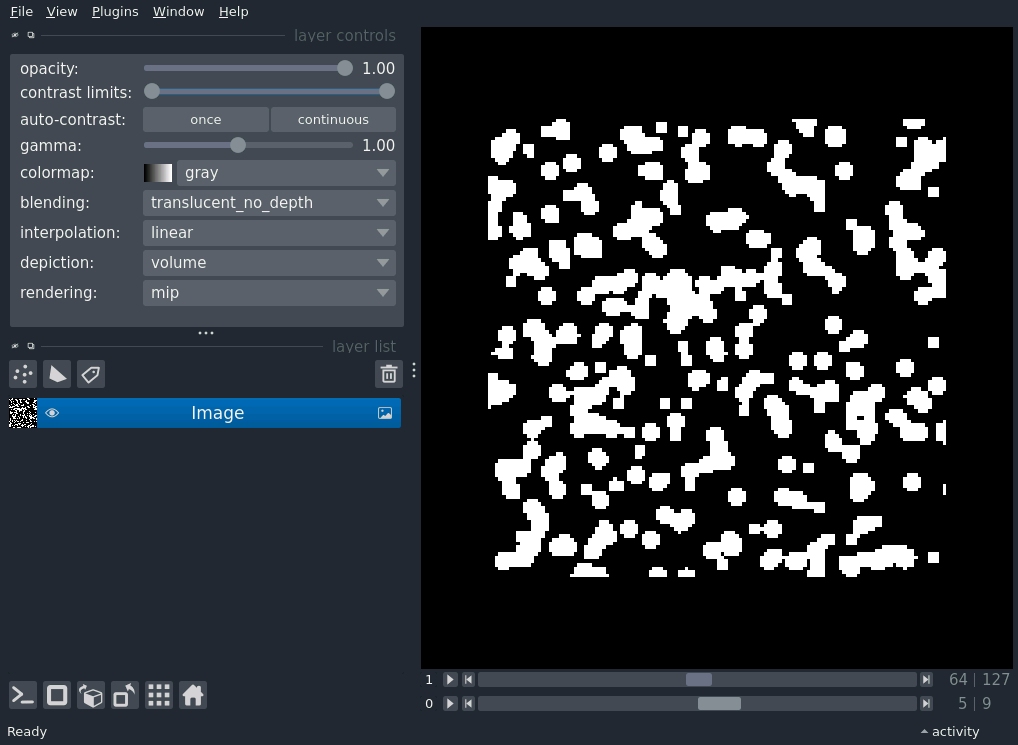 File View Plugins Window Help
layer controls
opacity: 1.00
contrast limits:
auto-contrast: once continuous
gamma: 1.00
colormap: gray
blending: translucent_no_depth
interpolation: linear
depiction: volume
rendering: mip
layer list
Image
1 64 | 127
0 5 | 9
Ready activity